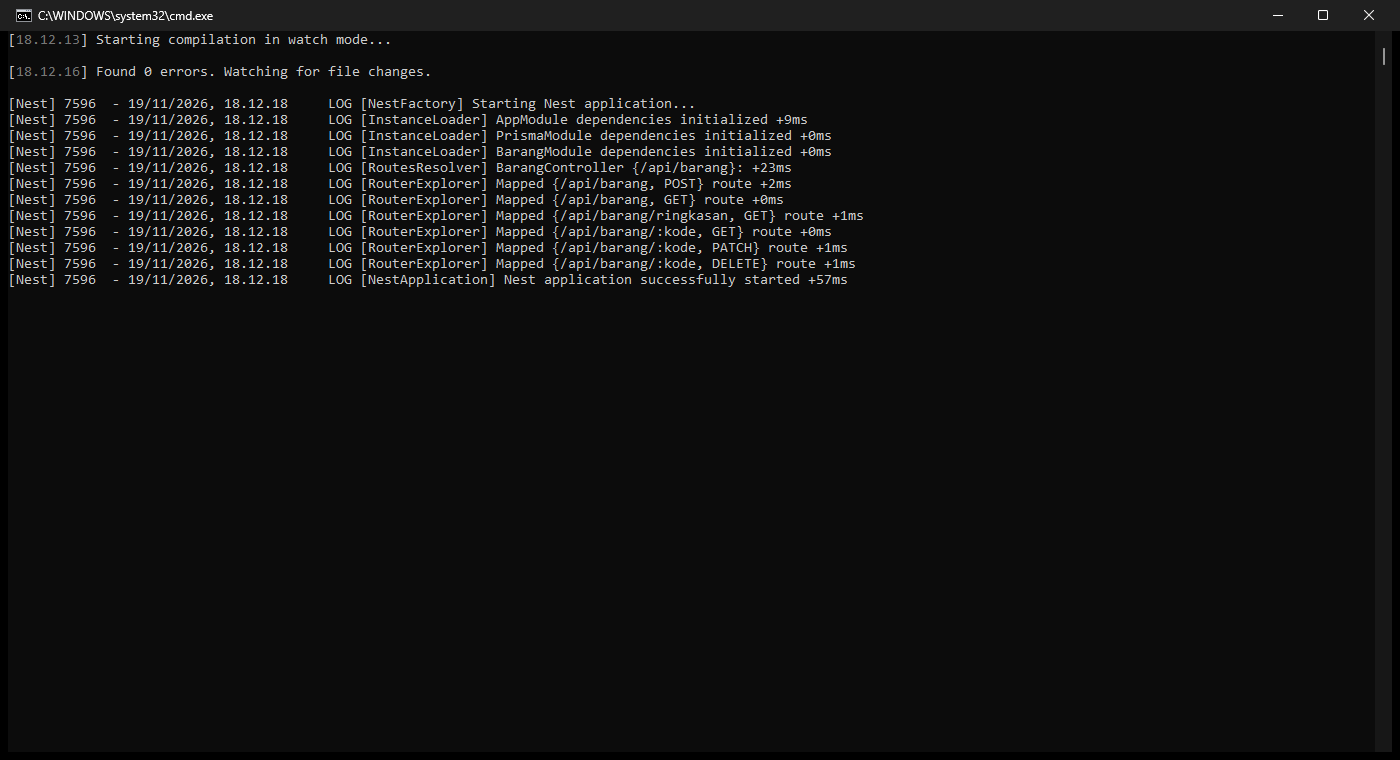 C:\WINDOWS\system32\cmd.exe
[18.12.13] Starting compilation in watch mode...
[18.12.16] Found 0 errors. Watching for file changes.
[Nest] 7596  - 19/11/2026, 18.12.18     LOG [NestFactory] Starting Nest application...
[Nest] 7596  - 19/11/2026, 18.12.18     LOG [InstanceLoader] AppModule dependencies initialized +9ms
[Nest] 7596  - 19/11/2026, 18.12.18     LOG [InstanceLoader] PrismaModule dependencies initialized +0ms
[Nest] 7596  - 19/11/2026, 18.12.18     LOG [InstanceLoader] BarangModule dependencies initialized +0ms
[Nest] 7596  - 19/11/2026, 18.12.18     LOG [RoutesResolver] BarangController {/api/barang}: +23ms
[Nest] 7596  - 19/11/2026, 18.12.18     LOG [RouterExplorer] Mapped {/api/barang, POST} route +2ms
[Nest] 7596  - 19/11/2026, 18.12.18     LOG [RouterExplorer] Mapped {/api/barang, GET} route +0ms
[Nest] 7596  - 19/11/2026, 18.12.18     LOG [RouterExplorer] Mapped {/api/barang/ringkasan, GET} route +1ms
[Nest] 7596  - 19/11/2026, 18.12.18     LOG [RouterExplorer] Mapped {/api/barang/:kode, GET} route +0ms
[Nest] 7596  - 19/11/2026, 18.12.18     LOG [RouterExplorer] Mapped {/api/barang/:kode, PATCH} route +1ms
[Nest] 7596  - 19/11/2026, 18.12.18     LOG [RouterExplorer] Mapped {/api/barang/:kode, DELETE} route +1ms
[Nest] 7596  - 19/11/2026, 18.12.18     LOG [NestApplication] Nest application successfully started +57ms